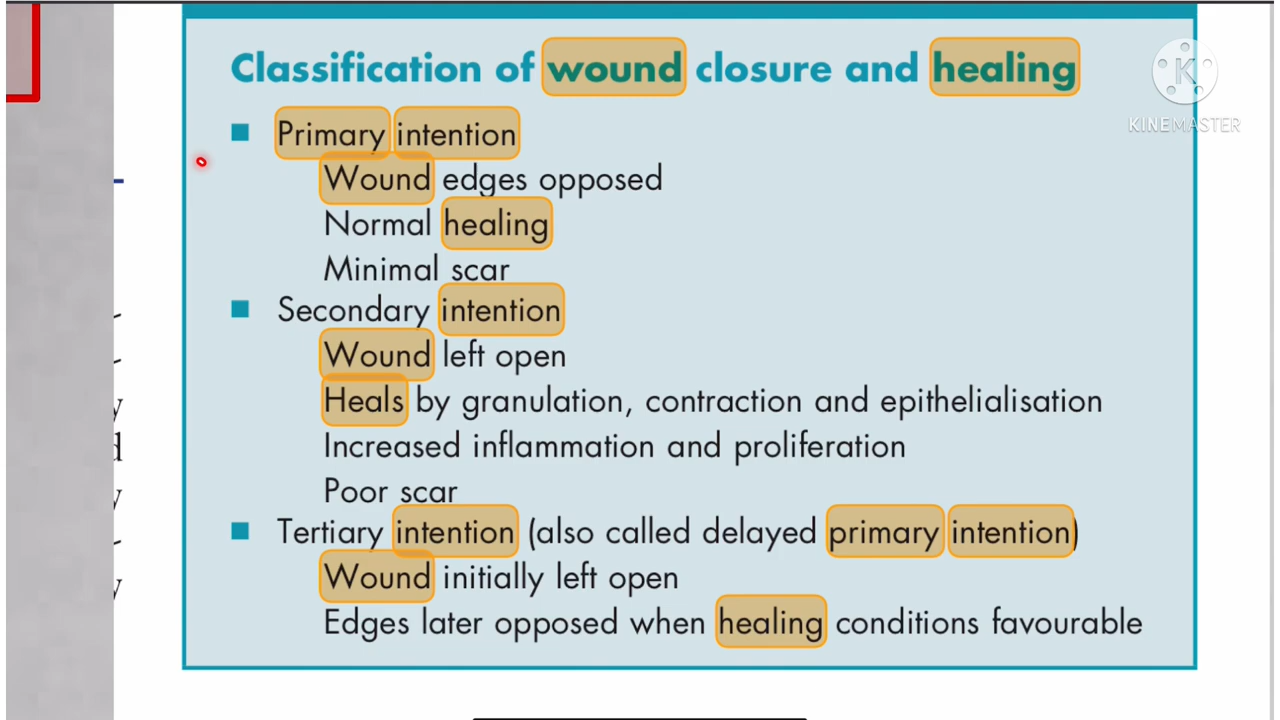 Classification of wound closure and healing
KINEMASTER
Primary intention
Wound edges opposed
Normal healing
Minimal scar
Secondary intention
Wound left open
Heals by granulation, contraction and epithelialisation
Increased inflammation and proliferation
Poor scar
Tertiary intention (also called delayed primary intention)
Wound initially left open
Edges later opposed when healing conditions favourable